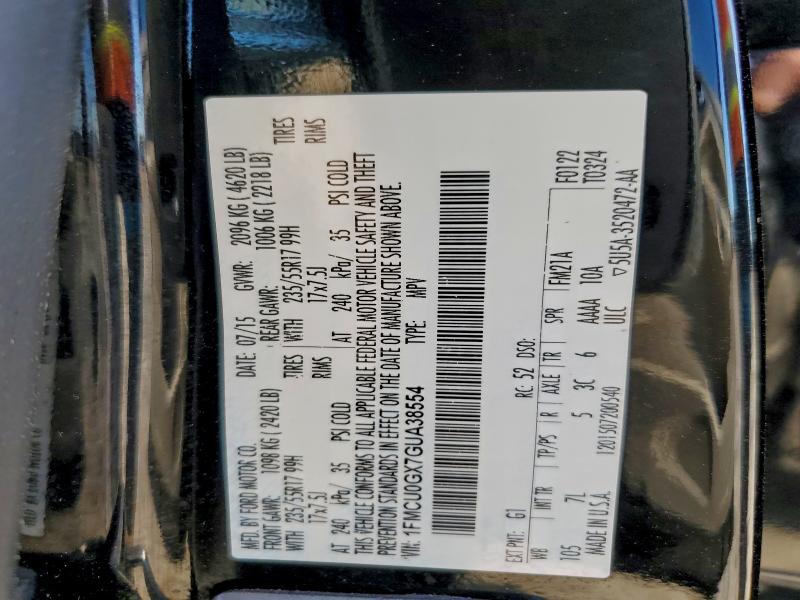 MFD. BY FORD MOTOR CO. DATE: 07/15 GVWR: 2096 KG ( 4620 LB)
FRONT GAWR: 1098 KG ( 2420 LB) REAR GAWR: 1006 KG ( 2218 LB)
WITH 235/55R17 99H TIRES WITH 235/55R17 99H TIRES
17x7.5J RIMS 17x7.5J RIMS
AT 240 kPa/ 35 PSI COLD AT 240 kPa/ 35 PSI COLD
THIS VEHICLE CONFORMS TO ALL APPLICABLE FEDERAL MOTOR VEHICLE SAFETY AND THEFT
PREVENTION STANDARDS IN EFFECT ON THE DATE OF MANUFACTURE SHOWN ABOVE.
VIN: 1FMCU0GX7GUA38554 TYPE: MPV
EXT PNT: G1 RC: 52 DSO: F0122
WB INT TR TP/PS R AXLE TR SPR 1FM21A T0324
105 7L 5 3C 6 AAAA 10A
MADE IN U.S.A. 1201507200540 ULC ▽5U5A-3520472-AA